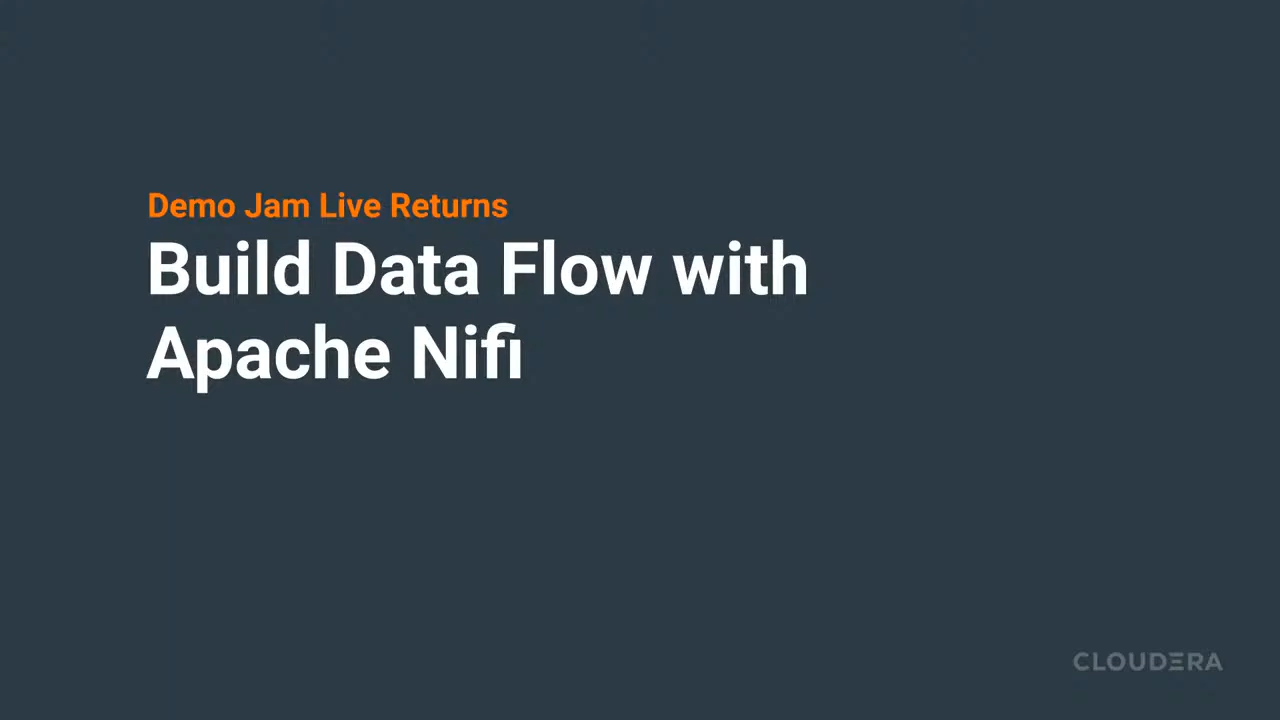 Demo Jam Live Returns
Build Data Flow with
Apache Nifi
CLOUDERA